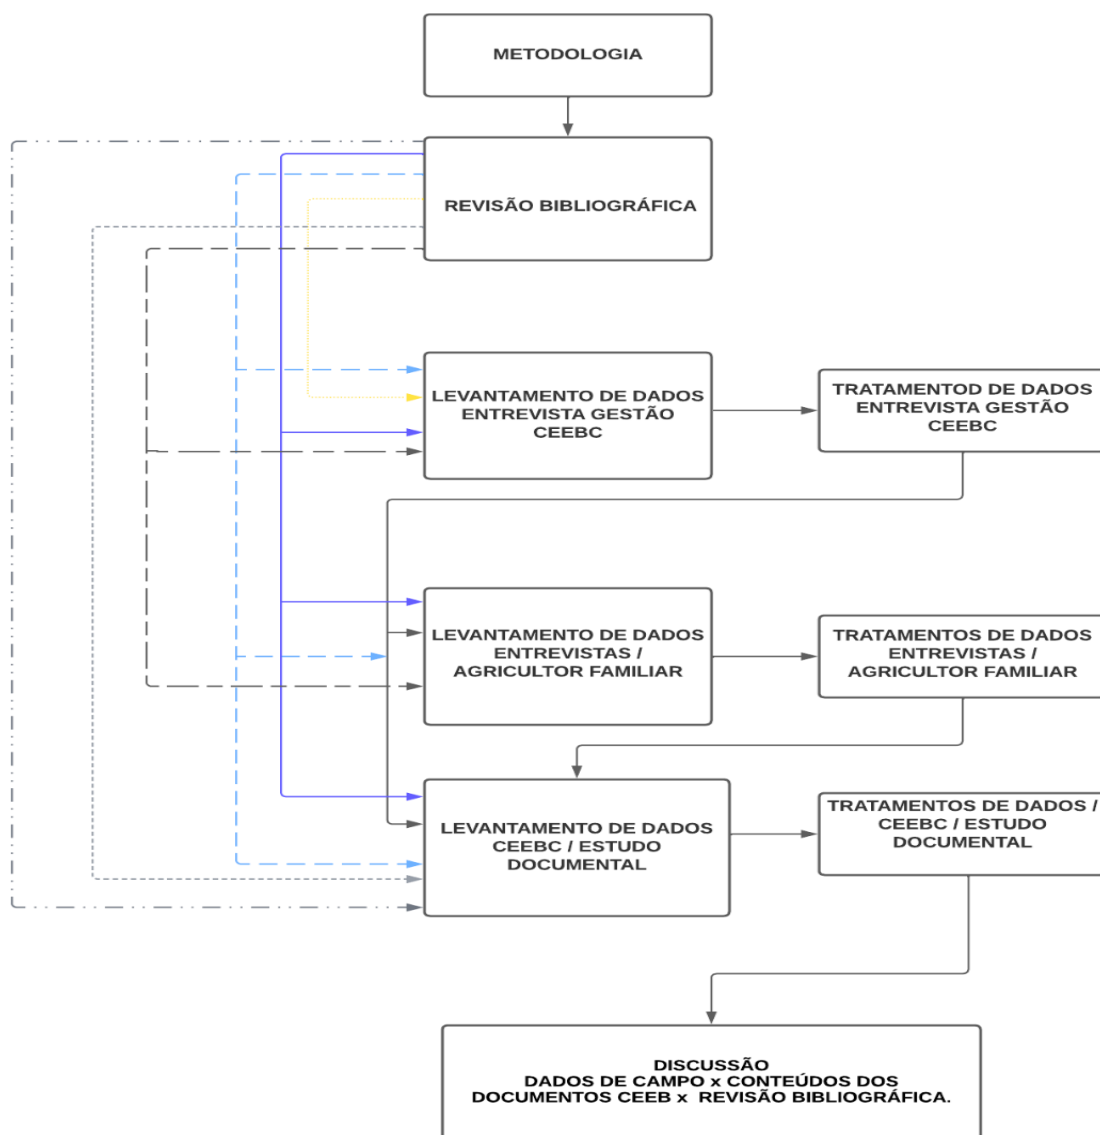 METODOLOGIA
REVISÃO BIBLIOGRÁFICA
LEVANTAMENTO DE DADOS
ENTREVISTA GESTÃO
CEEBC
TRATAMENTOD DE DADOS
ENTREVISTA GESTÃO
CEEBC
LEVANTAMENTO DE DADOS
ENTREVISTAS /
AGRICULTOR FAMILIAR
TRATAMENTOS DE DADOS
ENTREVISTAS /
AGRICULTOR FAMILIAR
LEVANTAMENTO DE DADOS
CEEBC / ESTUDO
DOCUMENTAL
TRATAMENTOS DE DADOS /
CEEBC / ESTUDO
DOCUMENTAL
DISCUSSÃO
DADOS DE CAMPO x CONTEÚDOS DOS
DOCUMENTOS CEEB x REVISÃO BIBLIOGRÁFICA.